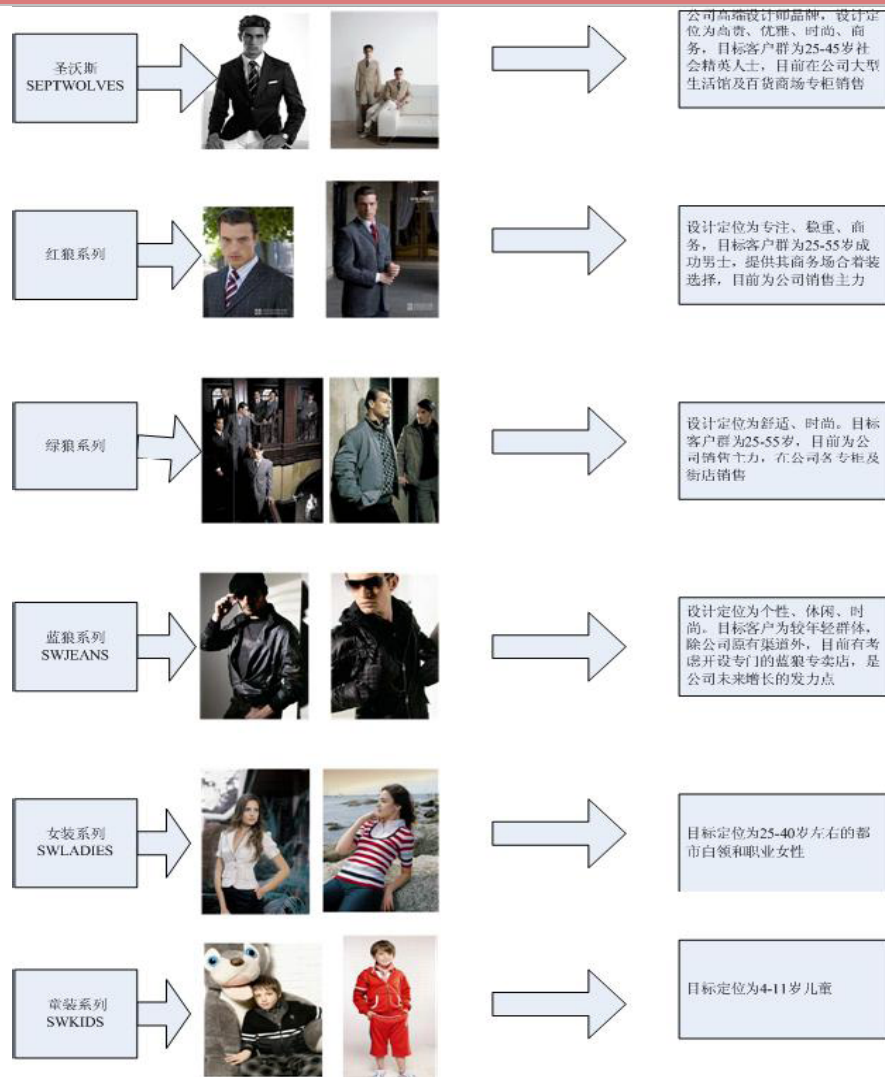 圣沃斯
SEPTWOLVES
公司高端设计师品牌，设计定
位为高贵、优雅、时尚、商
务，目标客户群为25-45岁社
会精英人士，目前在公司大型
生活馆及百货商场专柜销售
红狼系列
设计定位为专注、稳重、商
务，目标客户群为25-55岁成
功男士，提供其商务场合着装
选择，目前为公司销售主力
绿狼系列
设计定位为舒适、时尚。目标
客户群为25-55岁，目前为公
司销售主力，在公司各专柜及
街店销售
蓝狼系列
SWJEANS
设计定位为个性、休闲、时
尚。目标客户为较年轻群体，
除公司原有渠道外，目前有考
虑开设专门的蓝狼专卖店，是
公司未来增长的发力点
女装系列
SWLADIES
目标定位为25-40岁左右的都
市白领和职业女性
童装系列
SWKIDS
目标定位为4-11岁儿童